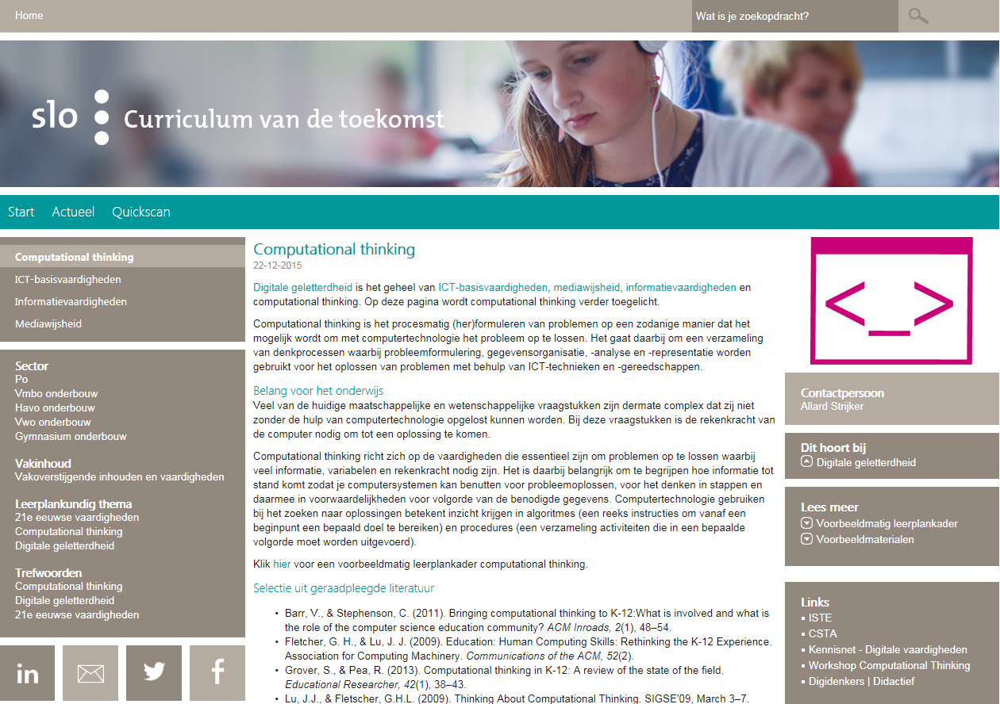 Home
Wat is je zoekopdracht?
slo
Curriculum van de toekomst
Start Actueel Quickscan
Computational thinking
ICT-basisvaardigheden
Informatievaardigheden
Mediawijsheid
Sector
Po
Vmbo onderbouw
Havo onderbouw
Vwo onderbouw
Gymnasium onderbouw
Vakinhoud
Vakoverstijgende inhouden en vaardigheden
Leerplankundig thema
21e eeuwse vaardigheden
Computational thinking
Digitale geletterdheid
Trefwoorden
Computational thinking
Digitale geletterdheid
21e eeuwse vaardigheden
in
f
Computational thinking
22-12-2015
Digitale geletterdheid is het geheel van ICT-basisvaardigheden, mediawijsheid, informatievaardigheden en
computational thinking. Op deze pagina wordt computational thinking verder toegelicht.
Computational thinking is het procesmatig (her)formuleren van problemen op een zodanige manier dat het
mogelijk wordt om met computertechnologie het probleem op te lossen. Het gaat daarbij om een verzameling
van denkprocessen waarbij probleemformulering, gegevensorganisatie, -analyse en -representatie worden
gebruikt voor het oplossen van problemen met behulp van ICT-technieken en -gereedschappen.
Belang voor het onderwijs
Veel van de huidige maatschappelijke en wetenschappelijke vraagstukken zijn dermate complex dat zij niet
zonder de hulp van computertechnologie opgelost kunnen worden. Bij deze vraagstukken is de rekenkracht van
de computer nodig om tot een oplossing te komen.
Computational thinking richt zich op de vaardigheden die essentieel zijn om problemen op te lossen waarbij
veel informatie, variabelen en rekenkracht nodig zijn. Het is daarbij belangrijk om te begrijpen hoe informatie tot
stand komt zodat je computersystemen kan benutten voor probleemoplossen, voor het denken in stappen en
daarmee in voorwaardelijkheden voor volgorde van de benodigde gegevens. Computertechnologie gebruiken
bij het zoeken naar oplossingen betekent inzicht krijgen in algoritmes (een reeks instructies om vanaf een
beginpunt een bepaald doel te bereiken) en procedures (een verzameling activiteiten die in een bepaalde
volgorde moet worden uitgevoerd).
Klik hier voor een voorbeeldmatig leerplankader computational thinking.
Selectie uit geraadpleegde literatuur
• Barr, V., & Stephenson, C. (2011). Bringing computational thinking to K-12:What is involved and what is
the role of the computer science education community? ACM Inroads, 2(1), 48–54.
• Fletcher, G. H., & Lu, J. J. (2009). Education: Human Computing Skills: Rethinking the K-12 Experience.
Association for Computing Machinery. Communications of the ACM, 52(2).
• Grover, S., & Pea, R. (2013). Computational thinking in K-12: A review of the state of the field.
Educational Researcher, 42(1), 38–43.
• Lu, J.J., & Fletscher, G.H.L. (2009). Thinking About Computational Thinking. SIGSE'09, March 3–7.
<_>
Contactpersoon
Allard Strijker
Dit hoort bij
Digitale geletterdheid
Lees meer
Voorbeeldmatig leerplankader
Voorbeeldmaterialen
Links
▪ ISTE
▪ CSTA
▪ Kennisnet - Digitale vaardigheden
▪ Workshop Computational Thinking
▪ Digidenkers | Didactief